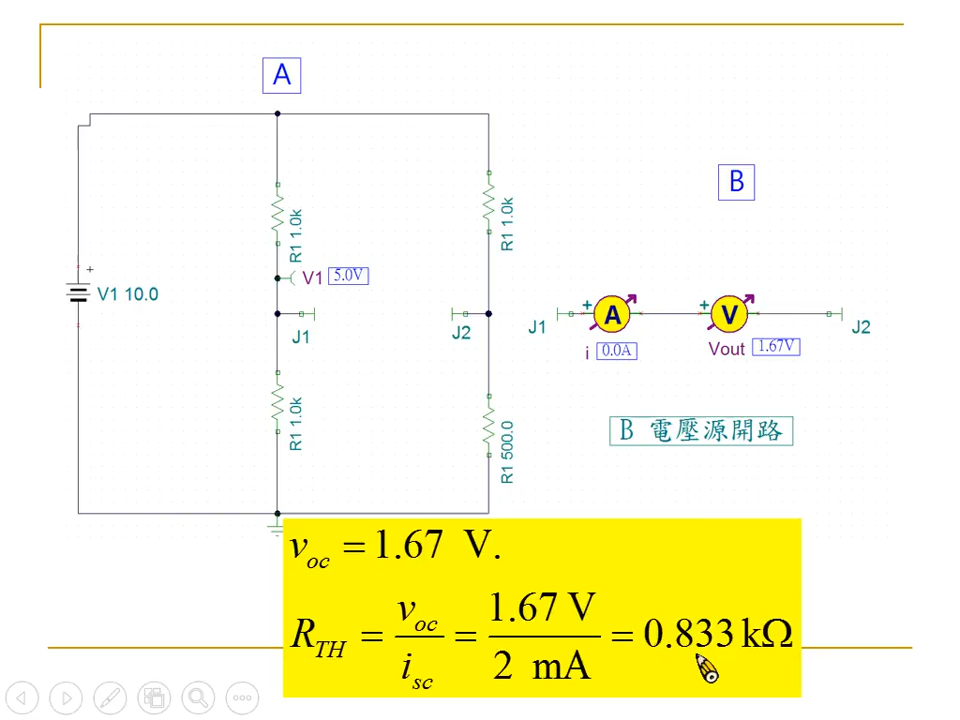 A
B
R1 1.0k
R1 1.0k
V1 5.0V
V1 10.0
J1
J2
J1
A
V
J2
i 0.0A
Vout 1.67V
R1 1.0k
R1 500.0
B 電壓源開路
v_oc = 1.67 V.
R_TH = v_oc / i_sc = 1.67 V / 2 mA = 0.833 kΩ